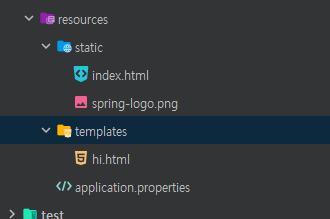 resources
static
index.html
spring-logo.png
templates
hi.html
application.properties
test